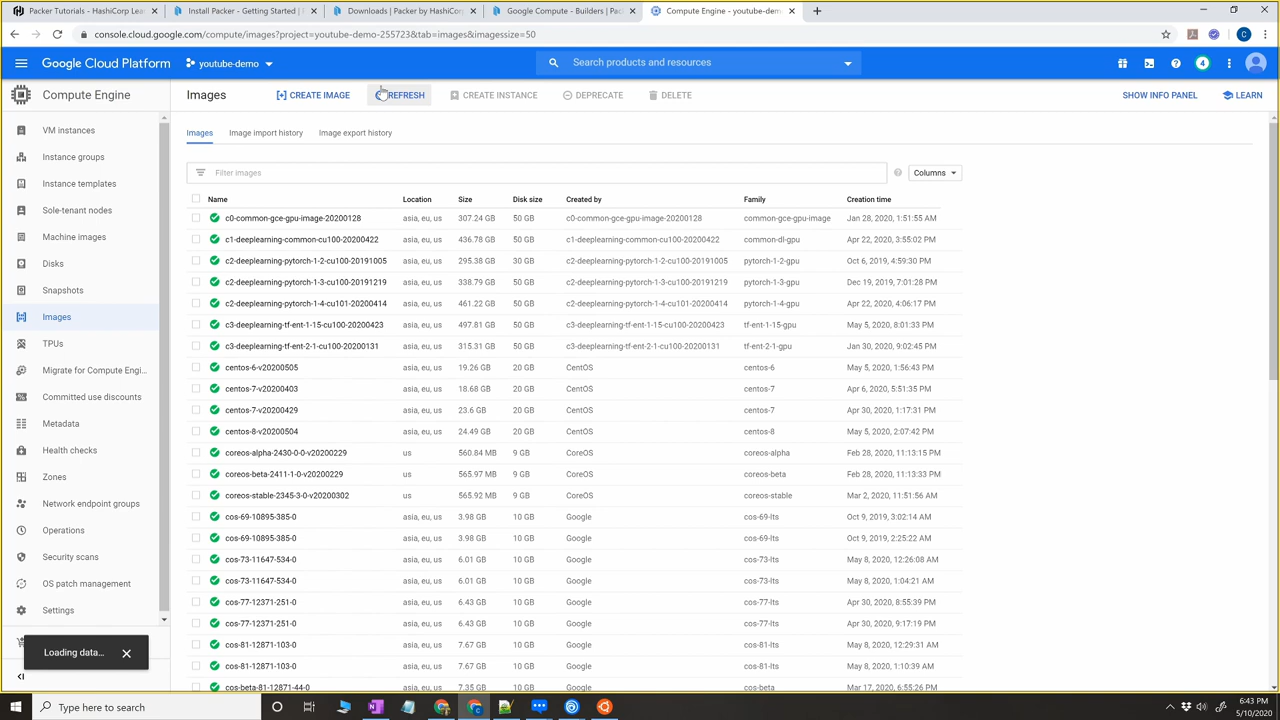 Packer Tutorials - HashiCorp Lea
Install Packer - Getting Started | 
Downloads | Packer by HashiCorp
Google Compute - Builders | Pac
Compute Engine - youtube-demo
console.cloud.google.com/compute/images?project=youtube-demo-255723&tab=images&imagessize=50
C
Google Cloud Platform
youtube-demo
Search products and resources
4
Compute Engine
Images
CREATE IMAGE
REFRESH
CREATE INSTANCE
DEPRECATE
DELETE
SHOW INFO PANEL
LEARN
VM instances
Instance groups
Instance templates
Sole-tenant nodes
Machine images
Disks
Snapshots
Images
TPUs
Migrate for Compute Engi...
Committed use discounts
Metadata
Health checks
Zones
Network endpoint groups
Operations
Security scans
OS patch management
Settings
Loading data...
Images Image import history Image export history
Filter images
Columns
Name Location Size Disk size Created by Family Creation time
c0-common-gce-gpu-image-20200128 asia, eu, us 307.24 GB 50 GB c0-common-gce-gpu-image-20200128 common-gce-gpu-image Jan 28, 2020, 1:51:55 AM
c1-deeplearning-common-cu100-20200422 asia, eu, us 436.78 GB 50 GB c1-deeplearning-common-cu100-20200422 common-dl-gpu Apr 22, 2020, 3:55:02 PM
c2-deeplearning-pytorch-1-2-cu100-20191005 asia, eu, us 295.38 GB 30 GB c2-deeplearning-pytorch-1-2-cu100-20191005 pytorch-1-2-gpu Oct 6, 2019, 4:59:30 PM
c2-deeplearning-pytorch-1-3-cu100-20191219 asia, eu, us 338.79 GB 50 GB c2-deeplearning-pytorch-1-3-cu100-20191219 pytorch-1-3-gpu Dec 19, 2019, 7:01:28 PM
c2-deeplearning-pytorch-1-4-cu101-20200414 asia, eu, us 461.22 GB 50 GB c2-deeplearning-pytorch-1-4-cu101-20200414 pytorch-1-4-gpu Apr 22, 2020, 4:06:17 PM
c3-deeplearning-tf-ent-1-15-cu100-20200423 asia, eu, us 497.81 GB 50 GB c3-deeplearning-tf-ent-1-15-cu100-20200423 tf-ent-1-15-gpu May 5, 2020, 8:01:33 PM
c3-deeplearning-tf-ent-2-1-cu100-20200131 asia, eu, us 315.31 GB 50 GB c3-deeplearning-tf-ent-2-1-cu100-20200131 tf-ent-2-1-gpu Jan 30, 2020, 9:02:45 PM
centos-6-v20200505 asia, eu, us 19.26 GB 20 GB CentOS centos-6 May 5, 2020, 1:56:43 PM
centos-7-v20200403 asia, eu, us 18.68 GB 20 GB CentOS centos-7 Apr 6, 2020, 5:51:35 PM
centos-7-v20200429 asia, eu, us 23.6 GB 20 GB CentOS centos-7 Apr 30, 2020, 1:17:31 PM
centos-8-v20200504 asia, eu, us 24.49 GB 20 GB CentOS centos-8 May 5, 2020, 2:07:42 PM
coreos-alpha-2430-0-0-v20200229 us 560.84 MB 9 GB CoreOS coreos-alpha Feb 28, 2020, 11:13:15 PM
coreos-beta-2411-1-0-v20200229 us 565.97 MB 9 GB CoreOS coreos-beta Feb 28, 2020, 11:13:33 PM
coreos-stable-2345-3-0-v20200302 us 565.92 MB 9 GB CoreOS coreos-stable Mar 2, 2020, 11:51:56 AM
cos-69-10895-385-0 asia, eu, us 3.98 GB 10 GB Google cos-69-lts Oct 9, 2019, 3:02:14 AM
cos-69-10895-385-0 asia, eu, us 3.98 GB 10 GB Google cos-69-lts Oct 9, 2019, 2:25:22 AM
cos-73-11647-534-0 asia, eu, us 6.01 GB 10 GB Google cos-73-lts May 8, 2020, 12:26:08 AM
cos-73-11647-534-0 asia, eu, us 6.01 GB 10 GB Google cos-73-lts May 8, 2020, 1:04:21 AM
cos-77-12371-251-0 asia, eu, us 6.43 GB 10 GB Google cos-77-lts Apr 30, 2020, 8:55:39 PM
cos-77-12371-251-0 asia, eu, us 6.43 GB 10 GB Google cos-77-lts Apr 30, 2020, 9:17:19 PM
cos-81-12871-103-0 asia, eu, us 7.67 GB 10 GB Google cos-81-lts May 8, 2020, 12:29:31 AM
cos-81-12871-103-0 asia, eu, us 7.67 GB 10 GB Google cos-81-lts May 8, 2020, 1:10:39 AM
cos-beta-81-12871-44-0 asia, eu, us 7.35 GB 10 GB Google cos-beta Mar 17, 2020, 6:55:26 PM
Type here to search
6:43 PM
5/10/2020